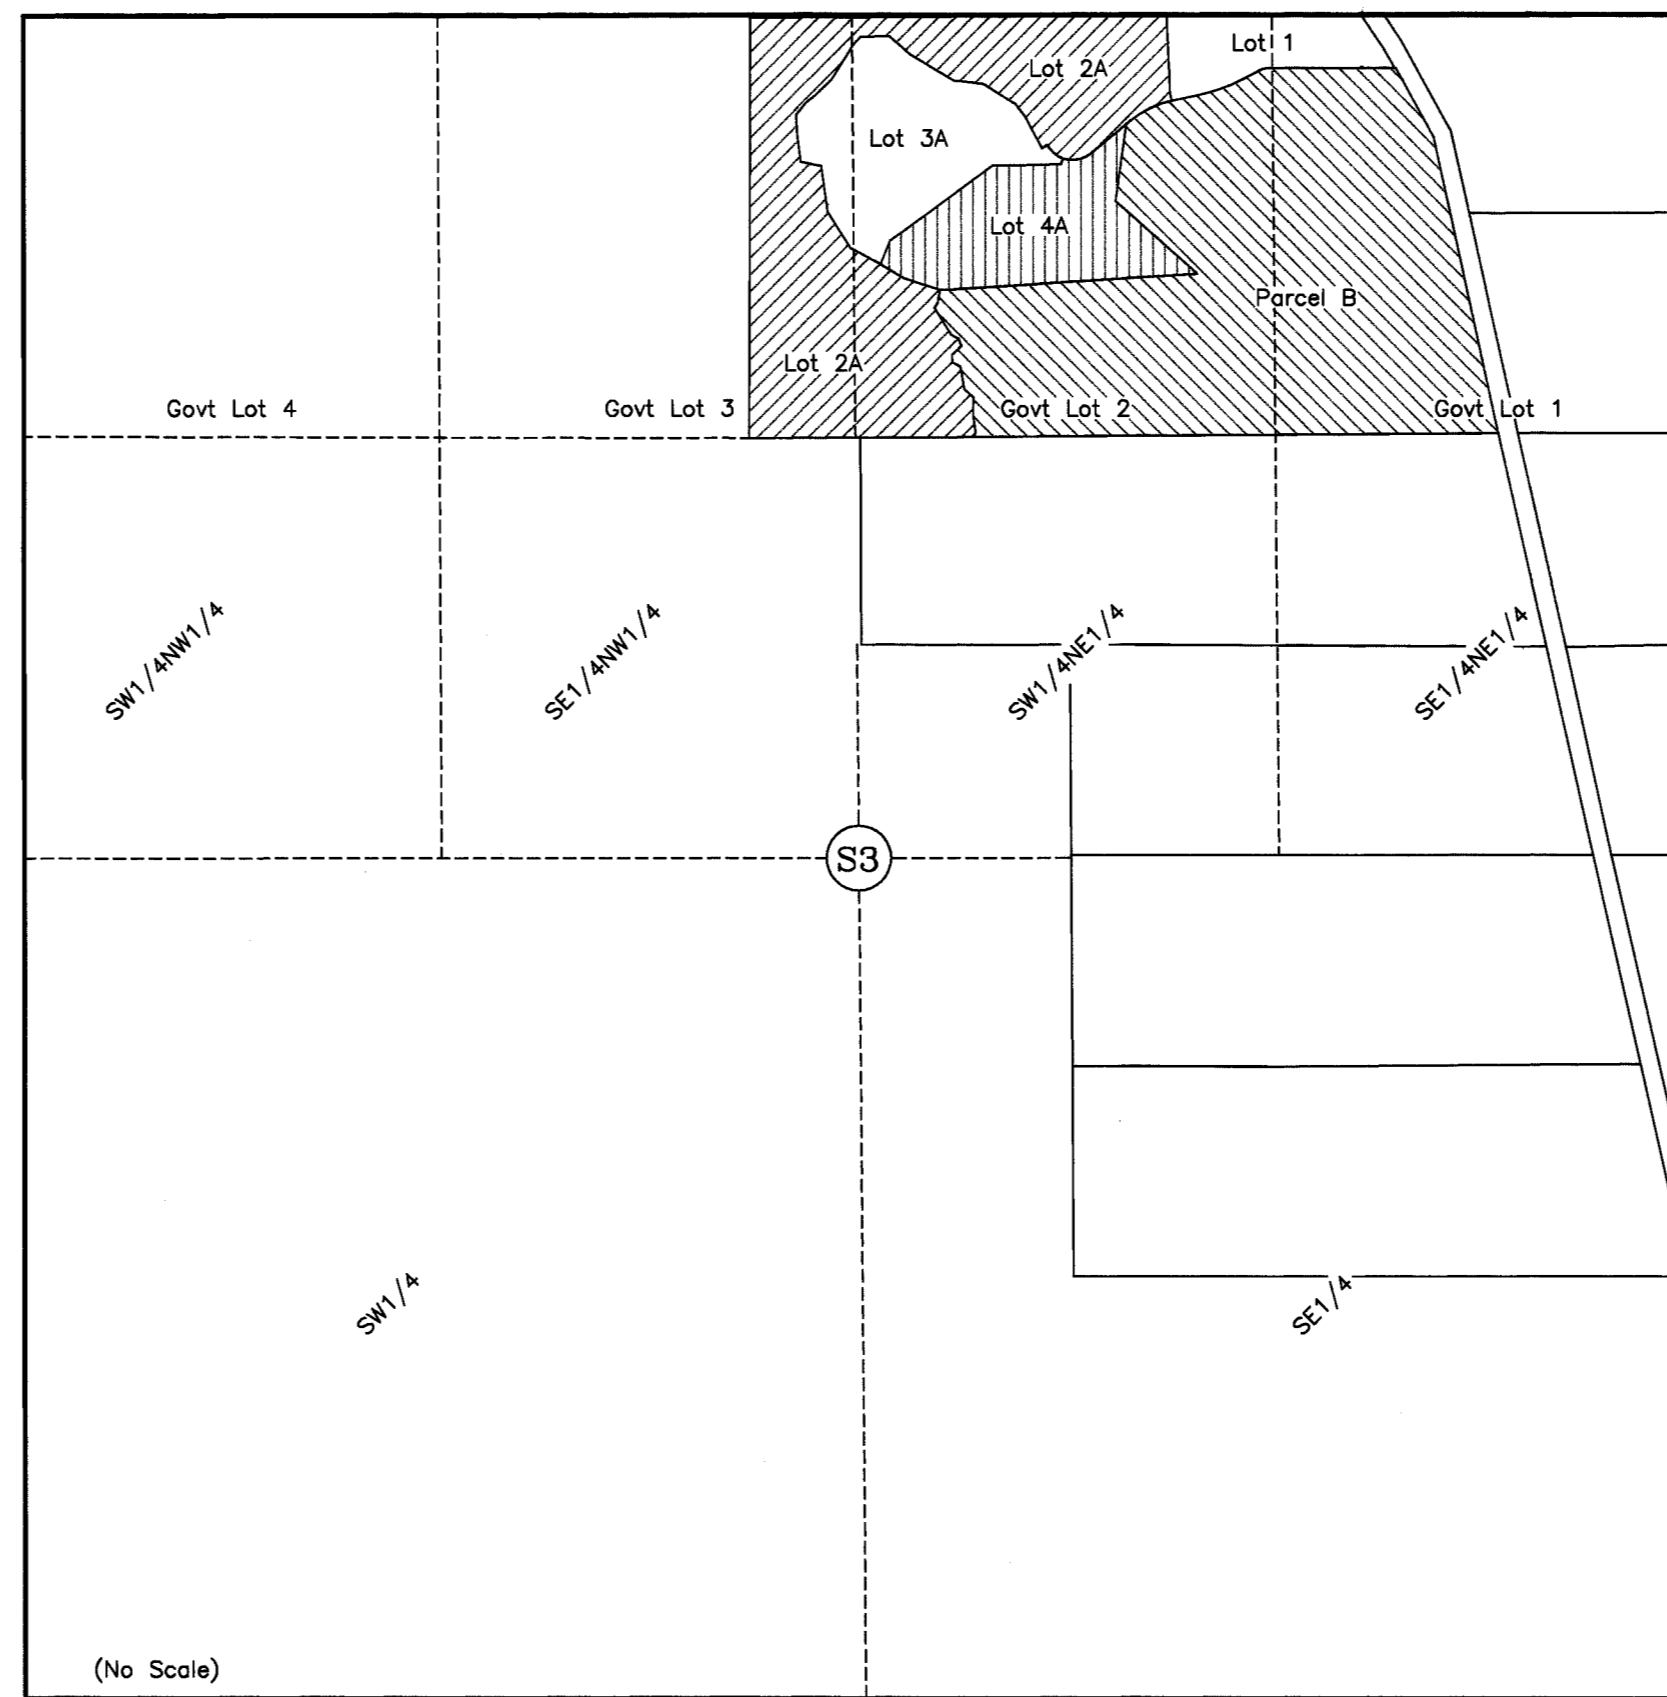 Lot 1
Lot 2A
Lot 3A
Lot 4A
Parcel B
Lot 2A
Govt Lot 4
Govt Lot 3
Govt Lot 2
Govt Lot 1
SW1/4NW1/4
SE1/4NW1/4
SW1/4NE1/4
SE1/4NE1/4
S3
SW1/4
SE1/4
(No Scale)